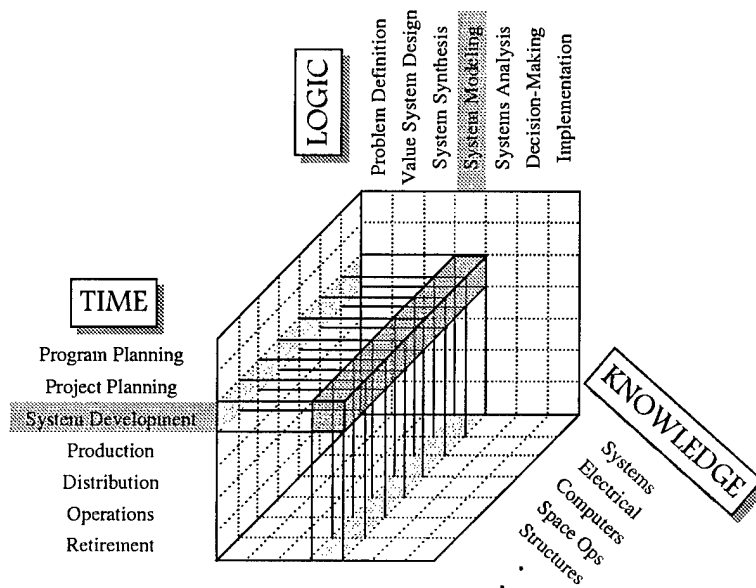 LOGIC
Problem Definition
Value System Design
System Synthesis
System Modeling
Systems Analysis
Decision-Making
Implementation
TIME
Program Planning
Project Planning
System Development
Production
Distribution
Operations
Retirement
KNOWLEDGE
Systems
Electrical
Computers
Space Ops
Structures